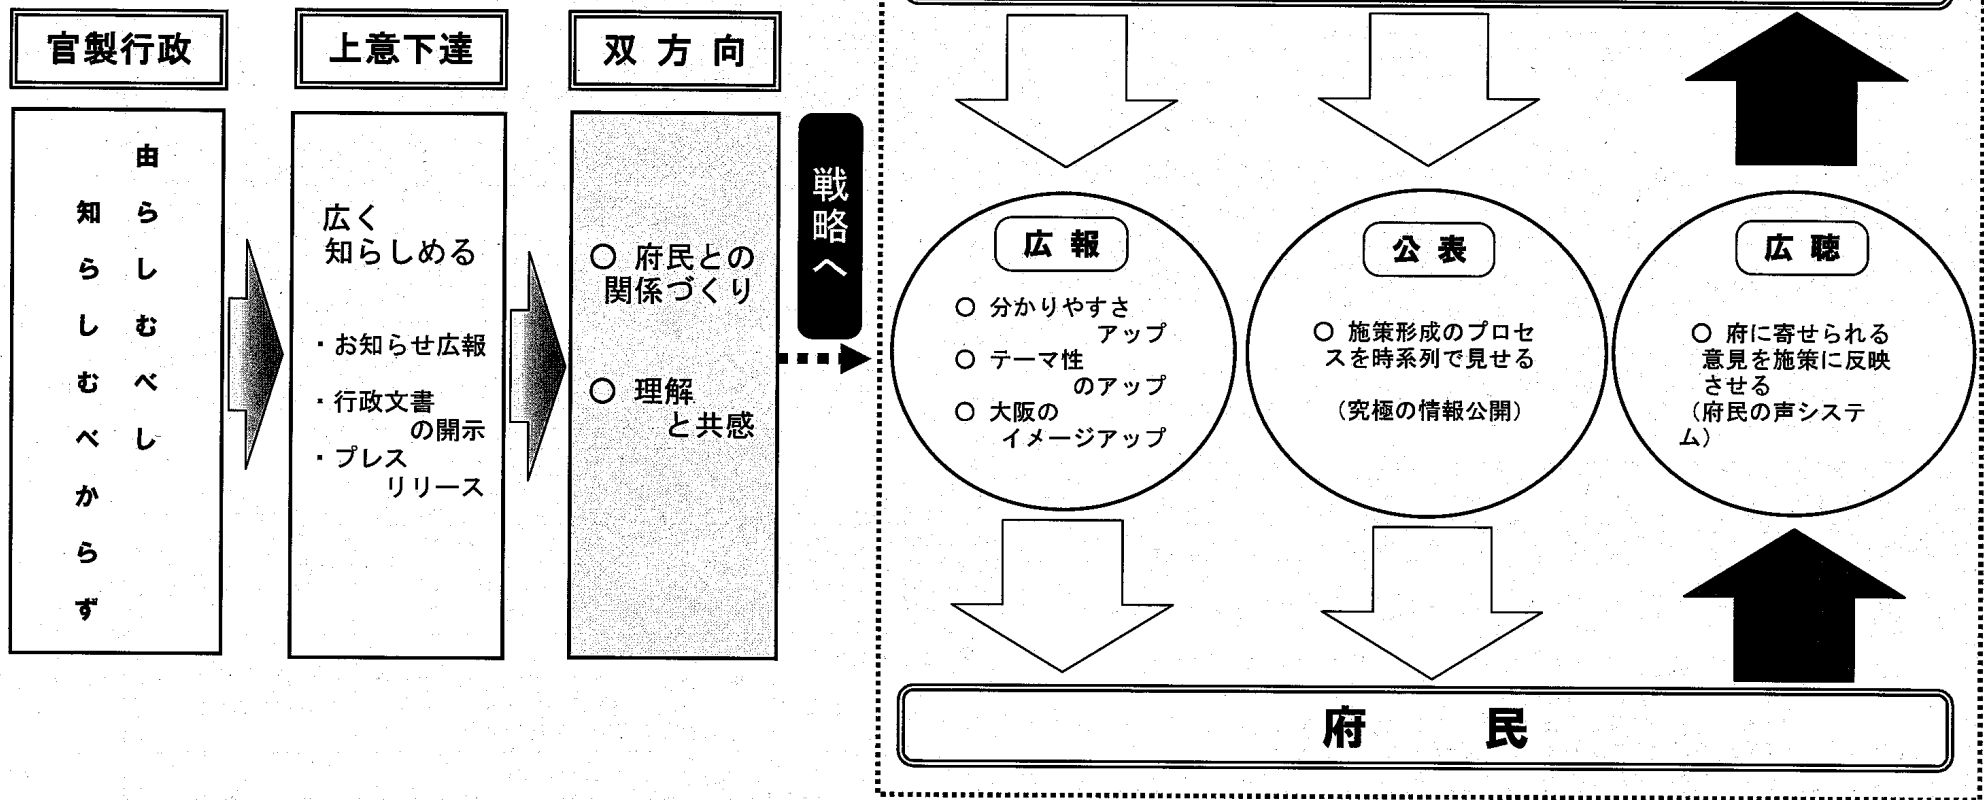 官製行政
由らしむべし
知らしむべからず
上意下達
広く
知らしめる
・お知らせ広報
・行政文書
の開示
・プレス
リリース
双方向
○ 府民との
関係づくり
○ 理解
と共感
戦略へ
広報
○ 分かりやすさ
アップ
○ テーマ性
のアップ
○ 大阪の
イメージアップ
公表
○ 施策形成のプロセ
スを時系列で見せる
（究極の情報公開）
広聴
○ 府に寄せられる
意見を施策に反映
させる
（府民の声システ
ム）
府民